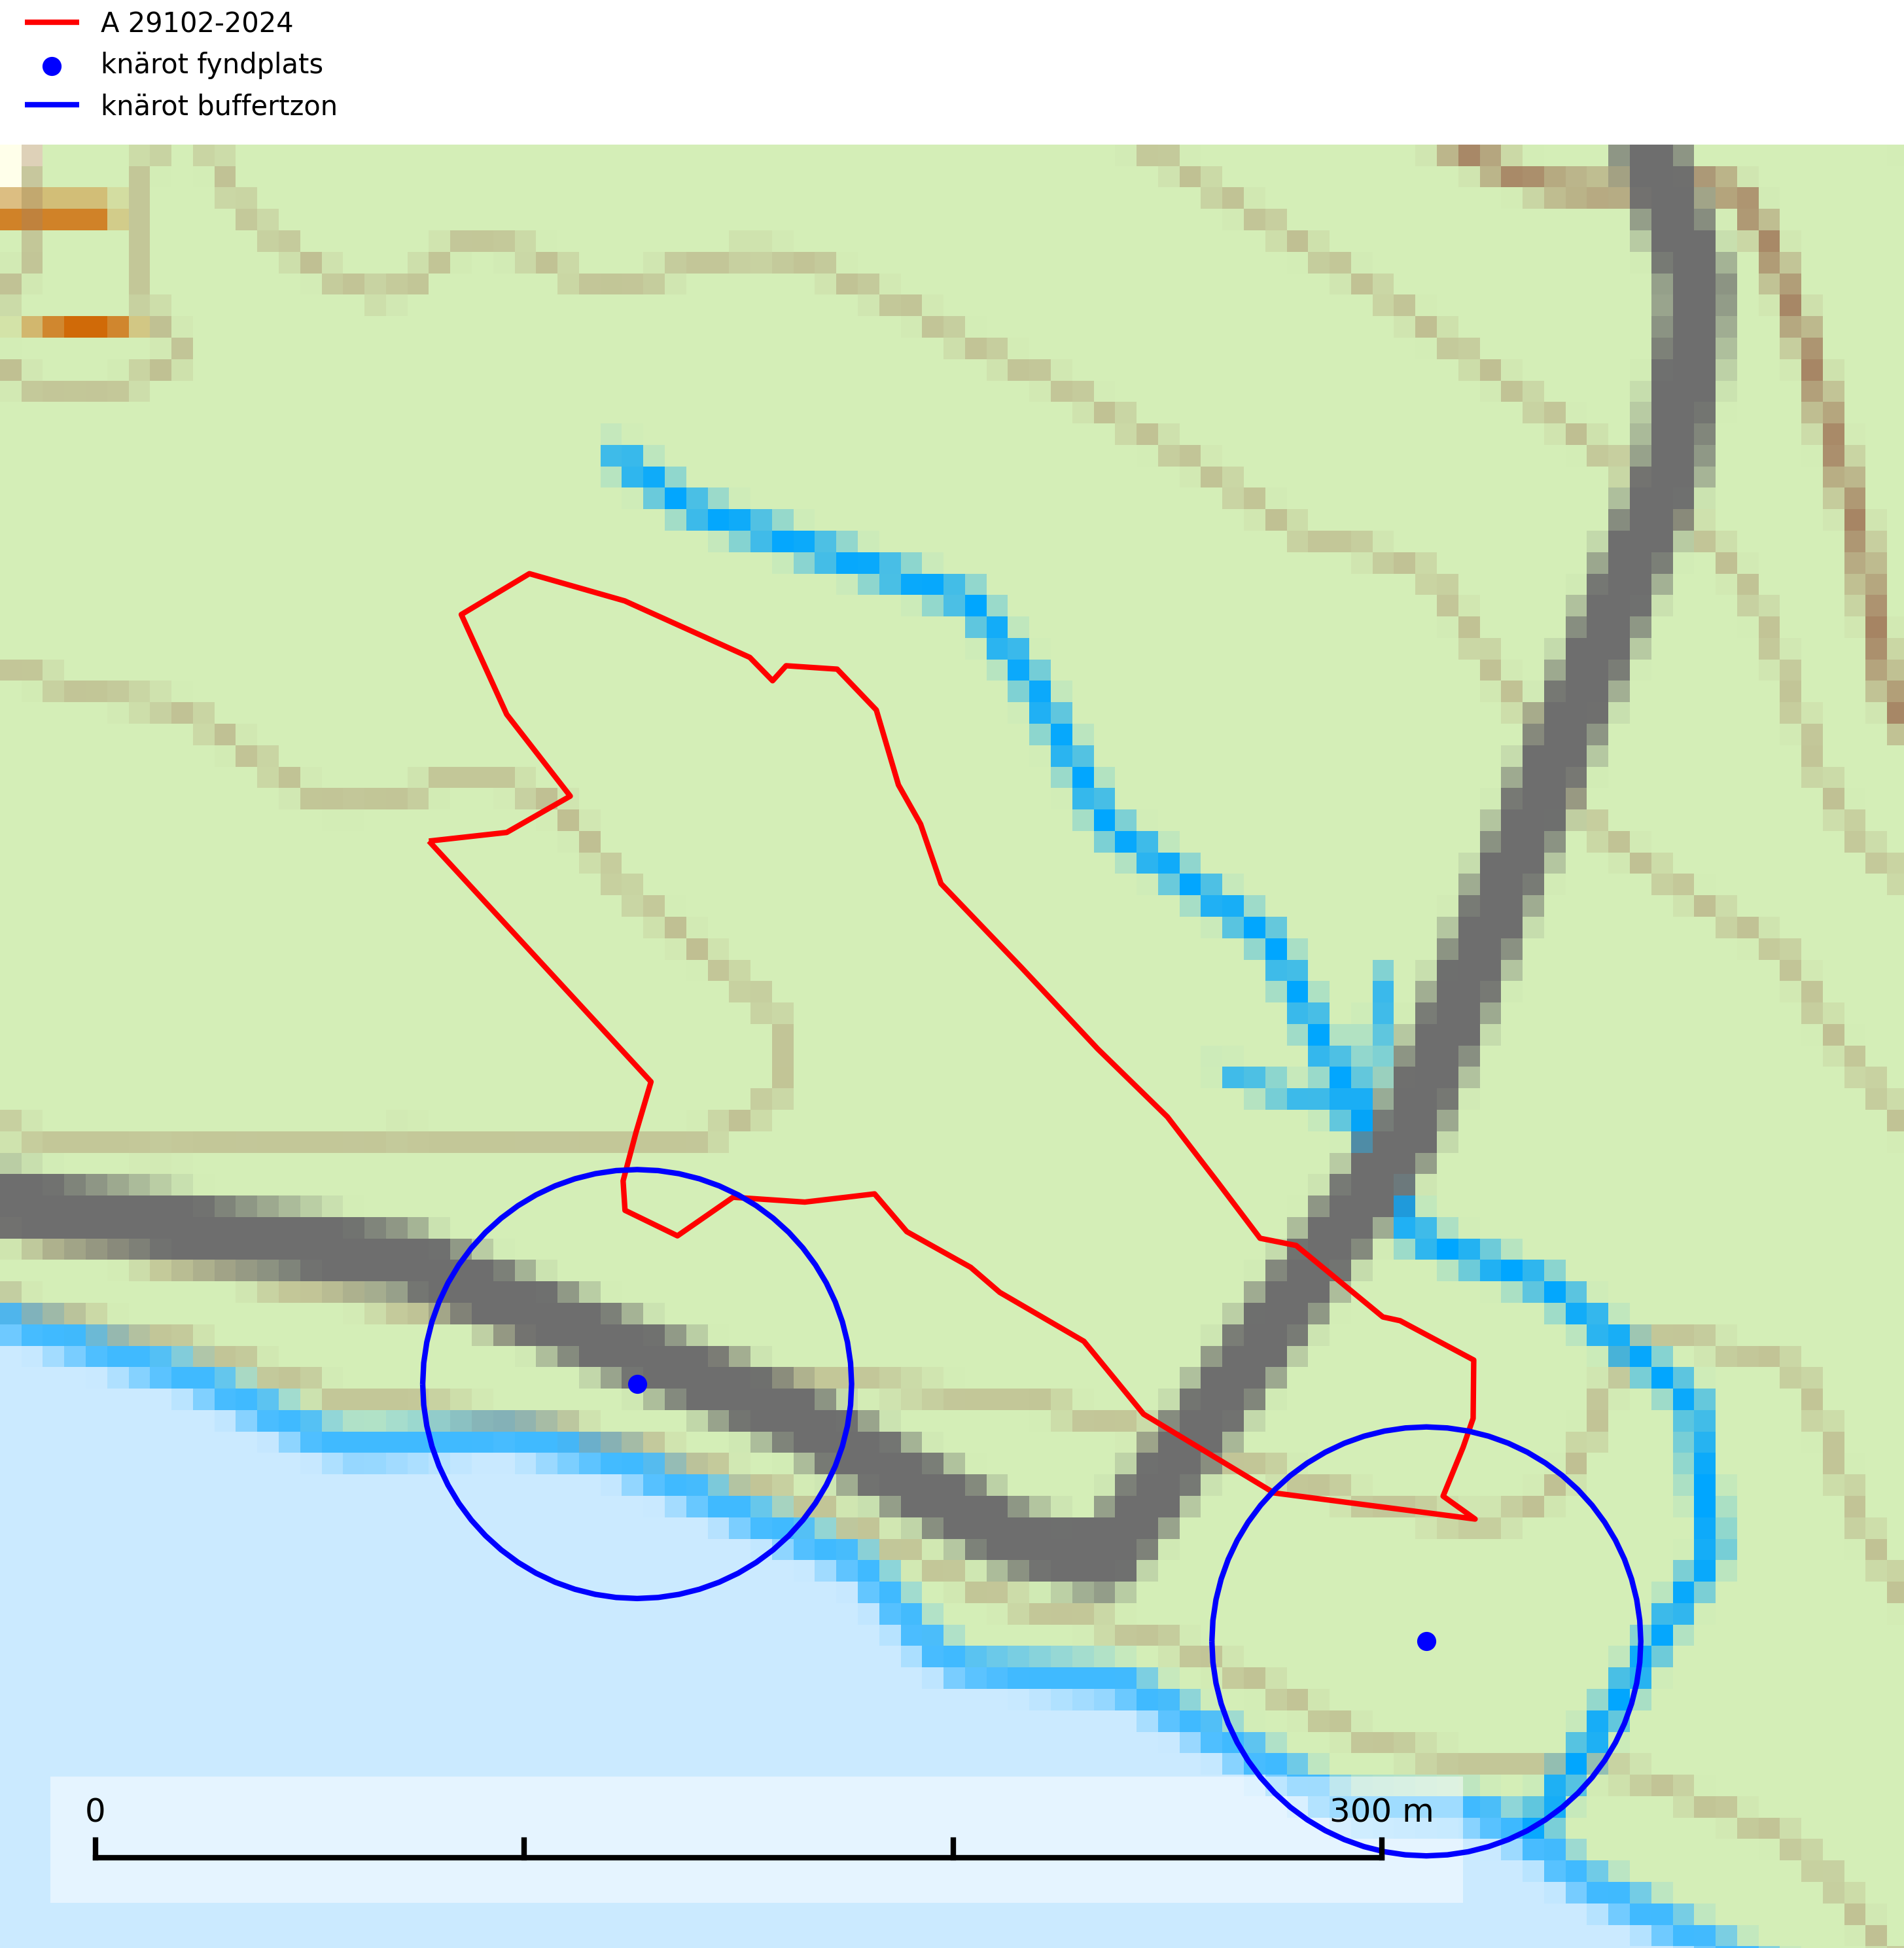 A 29102-2024
knärot fyndplats
knärot buffertzon
0
300 m